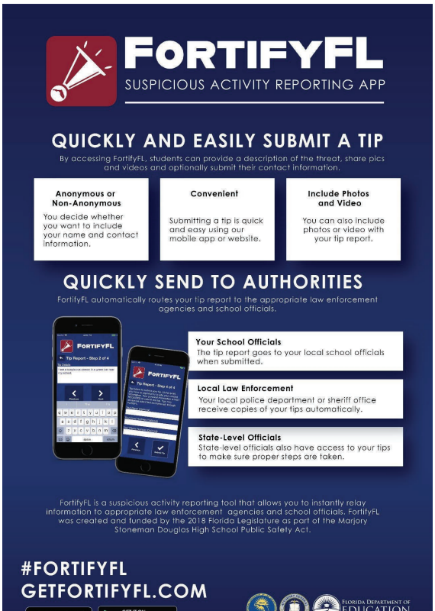 FORTIFYFL
SUSPICIOUS ACTIVITY REPORTING APP
QUICKLY AND EASILY SUBMIT A TIP
By accessing FortifyFL, students can provide a description of the threat, share pics
and videos and optionally submit their contact information.
Anonymous or
Non-Anonymous
You decide whether
you want to include
your name and contact
information.
Convenient
Submitting a tip is quick
and easy using our
mobile app or website.
Include Photos
and Video
You can also include
photos or video with
your tip report.
QUICKLY SEND TO AUTHORITIES
FortifyFL automatically routes your tip report to the appropriate law enforcement
agencies and school officials.
FORTIFYFL
Tip Report - Step 2 of 4
FORTIFYFL
Your School Officials
The tip report goes to your local school officials
when submitted.
Local Law Enforcement
Your local police department or sheriff office
receive copies of your tips automatically.
State-Level Officials
State-level officials also have access to your tips
to make sure proper steps are taken.
FortifyFL is a suspicious activity reporting tool that allows you to instantly relay
information to appropriate law enforcement agencies and school officials. FortifyFL
was created and funded by the 2018 Florida Legislature as part of the Marjory
Stoneman Douglas High School Public Safety Act.
#FORTIFYFL
GETFORTIFYFL.COM
FLORIDA DEPARTMENT OF
EDUCATION